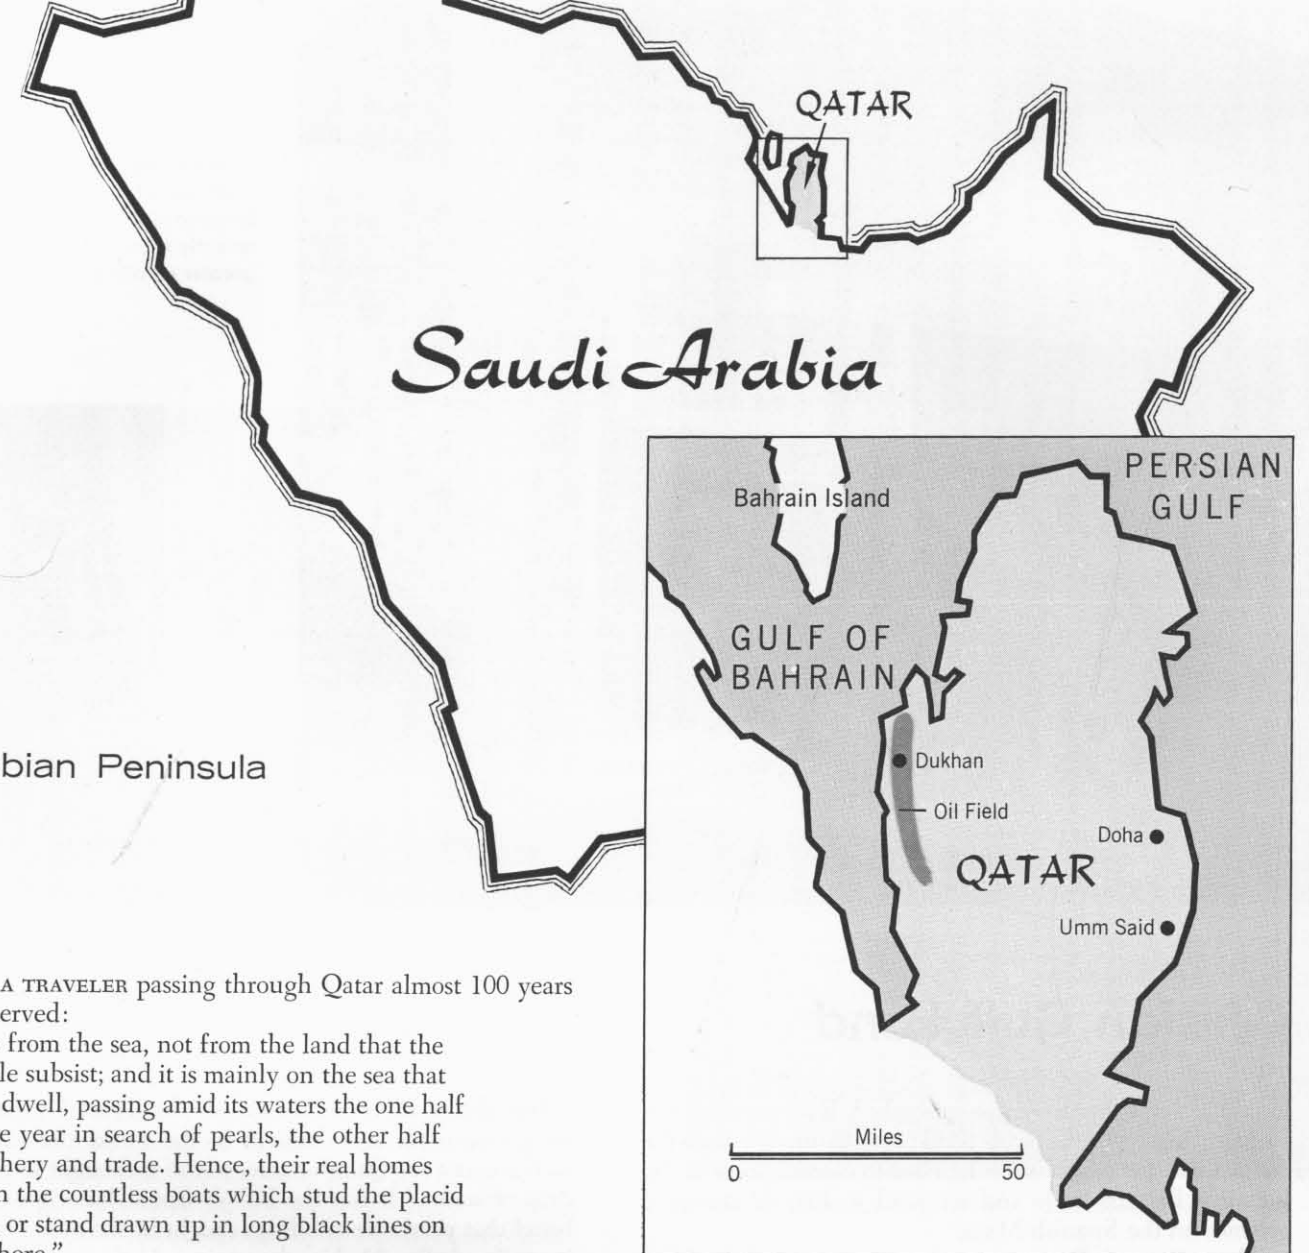 QATAR
Saudi Arabia
PERSIAN
GULF
Bahrain Island
GULF OF
BAHRAIN
Dukhan
Oil Field
Doha
QATAR
Umm Said
Miles
0 50
bian Peninsula
A TRAVELER passing through Qatar almost 100 years
erved:
from the sea, not from the land that the
le subsist; and it is mainly on the sea that
dwell, passing amid its waters the one half
e year in search of pearls, the other half
hery and trade. Hence, their real homes
n the countless boats which stud the placid
or stand drawn up in long black lines on
hore."